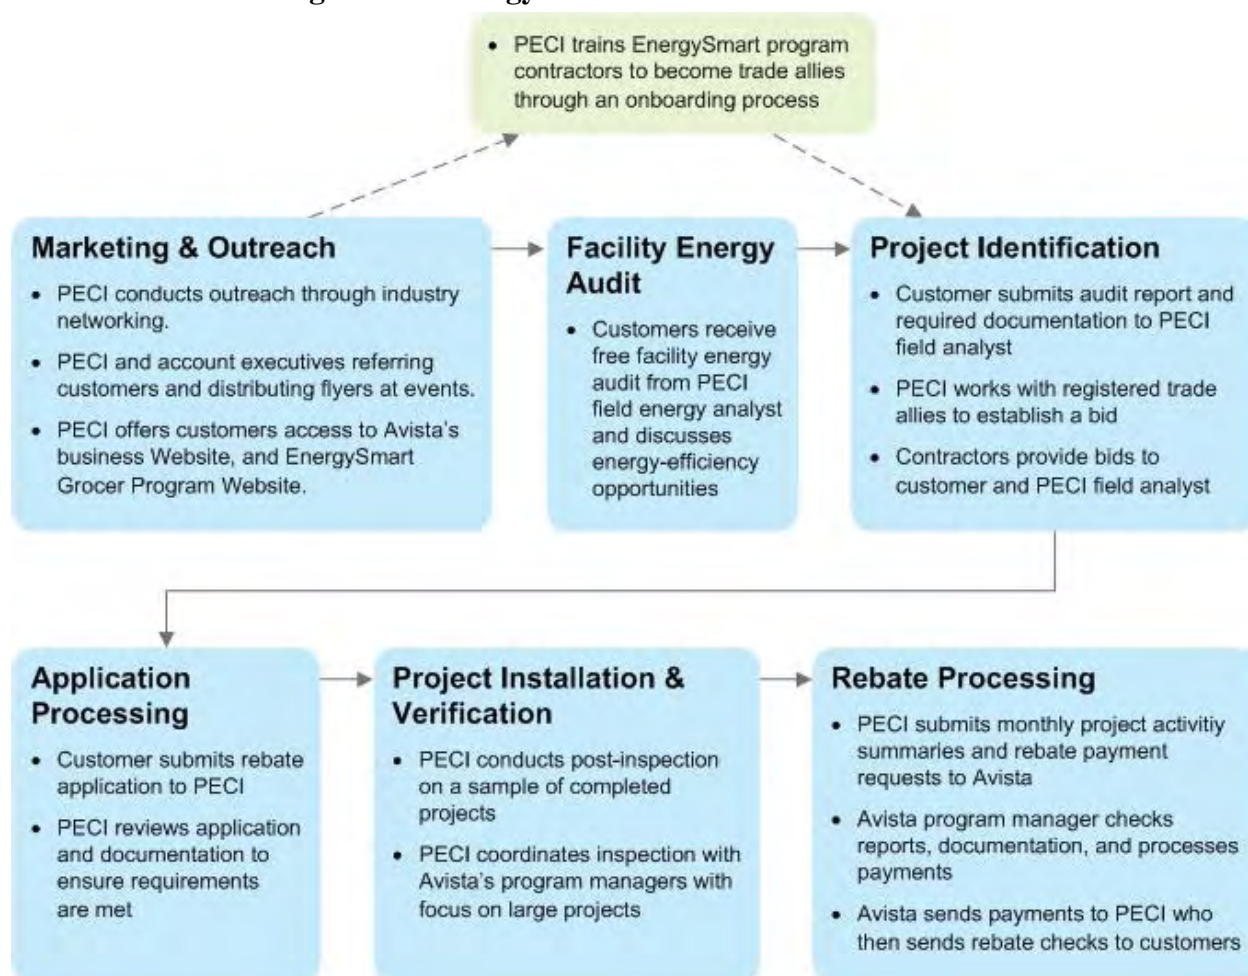 • PECI trains EnergySmart program
contractors to become trade allies
through an onboarding process
Marketing & Outreach
• PECI conducts outreach through industry
networking.
• PECI and account executives referring
customers and distributing flyers at events.
• PECI offers customers access to Avista's
business Website, and EnergySmart
Grocer Program Website.
Facility Energy
Audit
• Customers receive
free facility energy
audit from PECI
field energy analyst
and discusses
energy-efficiency
opportunities
Project Identification
• Customer submits audit report and
required documentation to PECI
field analyst
• PECI works with registered trade
allies to establish a bid
• Contractors provide bids to
customer and PECI field analyst
Application
Processing
• Customer submits rebate
application to PECI
• PECI reviews application
and documentation to
ensure requirements
are met
Project Installation &
Verification
• PECI conducts post-inspection
on a sample of completed
projects
• PECI coordinates inspection with
Avista's program managers with
focus on large projects
Rebate Processing
• PECI submits monthly project activitiy
summaries and rebate payment
requests to Avista
• Avista program manager checks
reports, documentation, and processes
payments
• Avista sends payments to PECI who
then sends rebate checks to customers